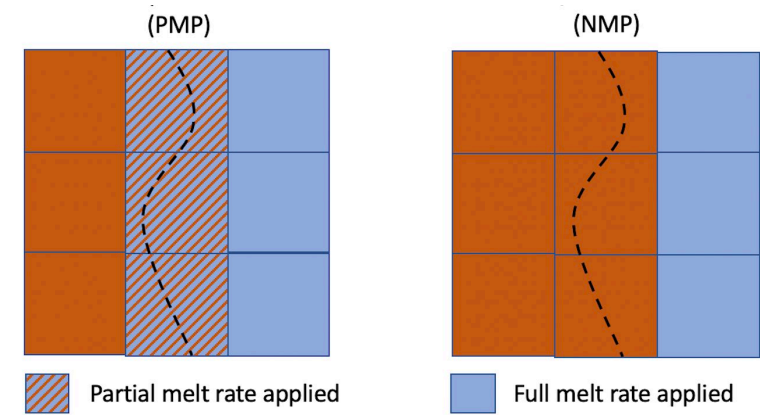 (PMP)
(NMP)
Partial melt rate applied
Full melt rate applied